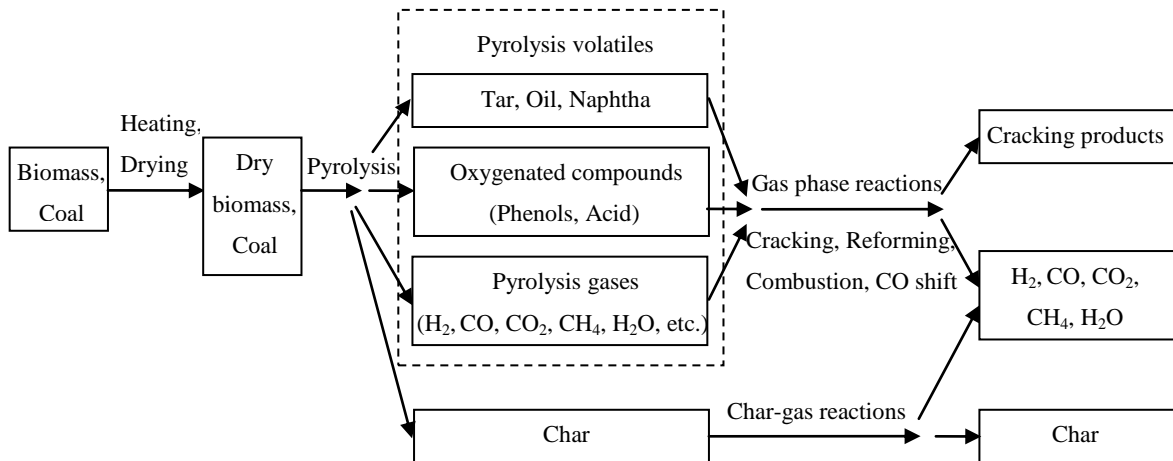 Pyrolysis volatiles
Tar, Oil, Naphtha
Heating,
Drying
Biomass,
Coal
Dry
biomass,
Coal
Pyrolysis
Oxygenated compounds
(Phenols, Acid)
Pyrolysis gases
(H₂, CO, CO₂, CH₄, H₂O, etc.)
Char
Gas phase reactions
Cracking, Reforming,
Combustion, CO shift
Char-gas reactions
Cracking products
H₂, CO, CO₂,
CH₄, H₂O
Char